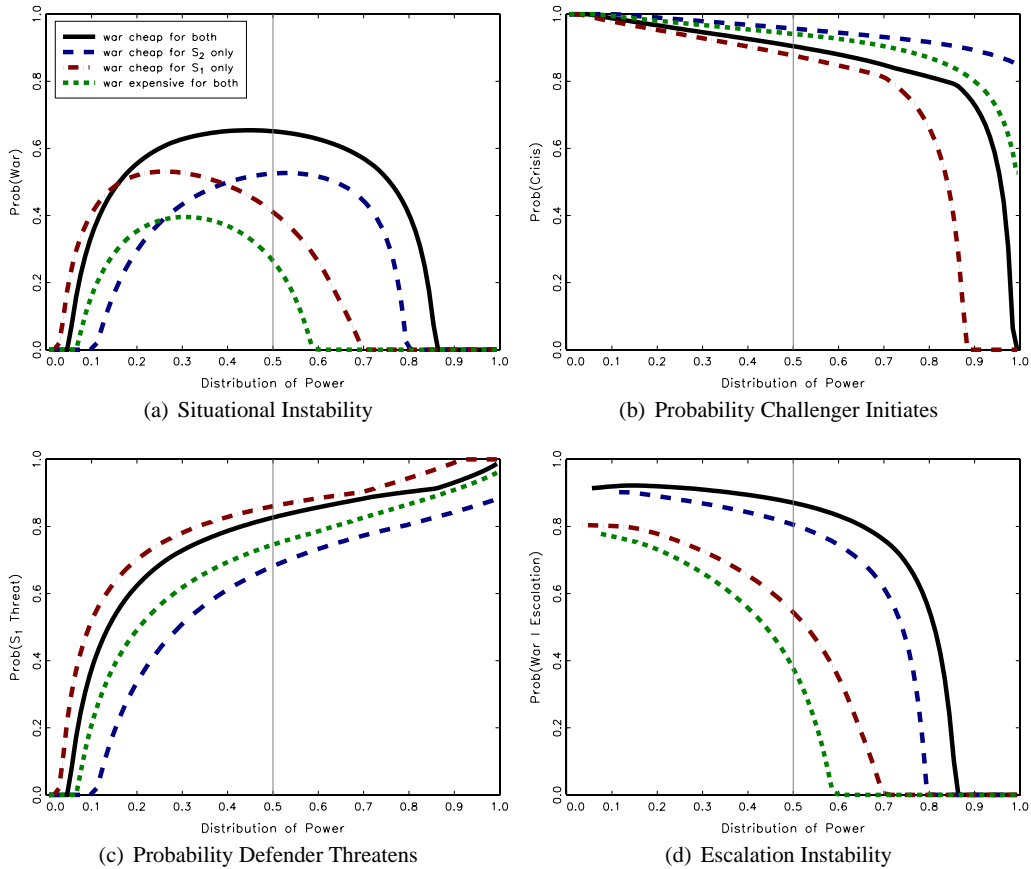 war cheap for both
war cheap for S₂ only
war cheap for S₁ only
war expensive for both
Prob(War)
0.0 0.2 0.4 0.6 0.8 1.0
0.0 0.1 0.2 0.3 0.4 0.5 0.6 0.7 0.8 0.9 1.0
Distribution of Power
(a) Situational Instability
Prob(Crisis)
0.0 0.2 0.4 0.6 0.8 1.0
0.0 0.1 0.2 0.3 0.4 0.5 0.6 0.7 0.8 0.9 1.0
Distribution of Power
(b) Probability Challenger Initiates
Prob(S₁ Threat)
0.0 0.2 0.4 0.6 0.8 1.0
0.0 0.1 0.2 0.3 0.4 0.5 0.6 0.7 0.8 0.9 1.0
Distribution of Power
(c) Probability Defender Threatens
Prob(War | Escalation)
0.0 0.2 0.4 0.6 0.8 1.0
0.0 0.1 0.2 0.3 0.4 0.5 0.6 0.7 0.8 0.9 1.0
Distribution of Power
(d) Escalation Instability